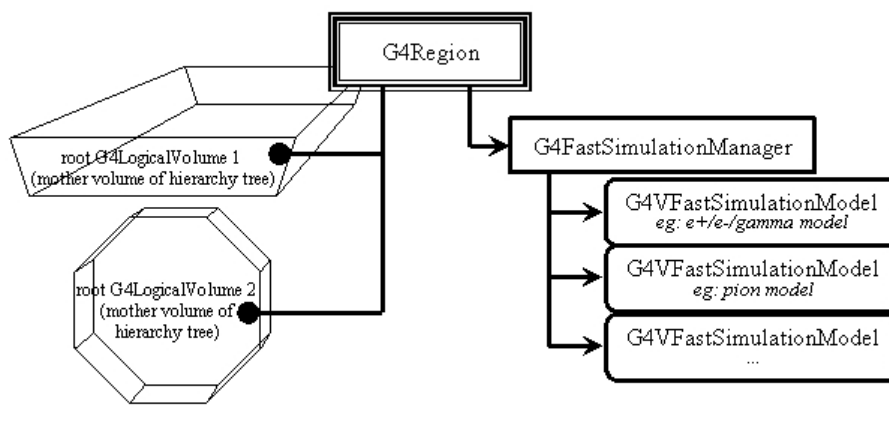 G4Region
root G4LogicalVolume 1
(mother volume of hierarchy tree)
root G4LogicalVolume 2
(mother volume of
hierarchy tree)
G4FastSimulationManager
G4VFastSimulationModel
eg: e+/e-/gamma model
G4VFastSimulationModel
eg: pion model
G4VFastSimulationModel
...